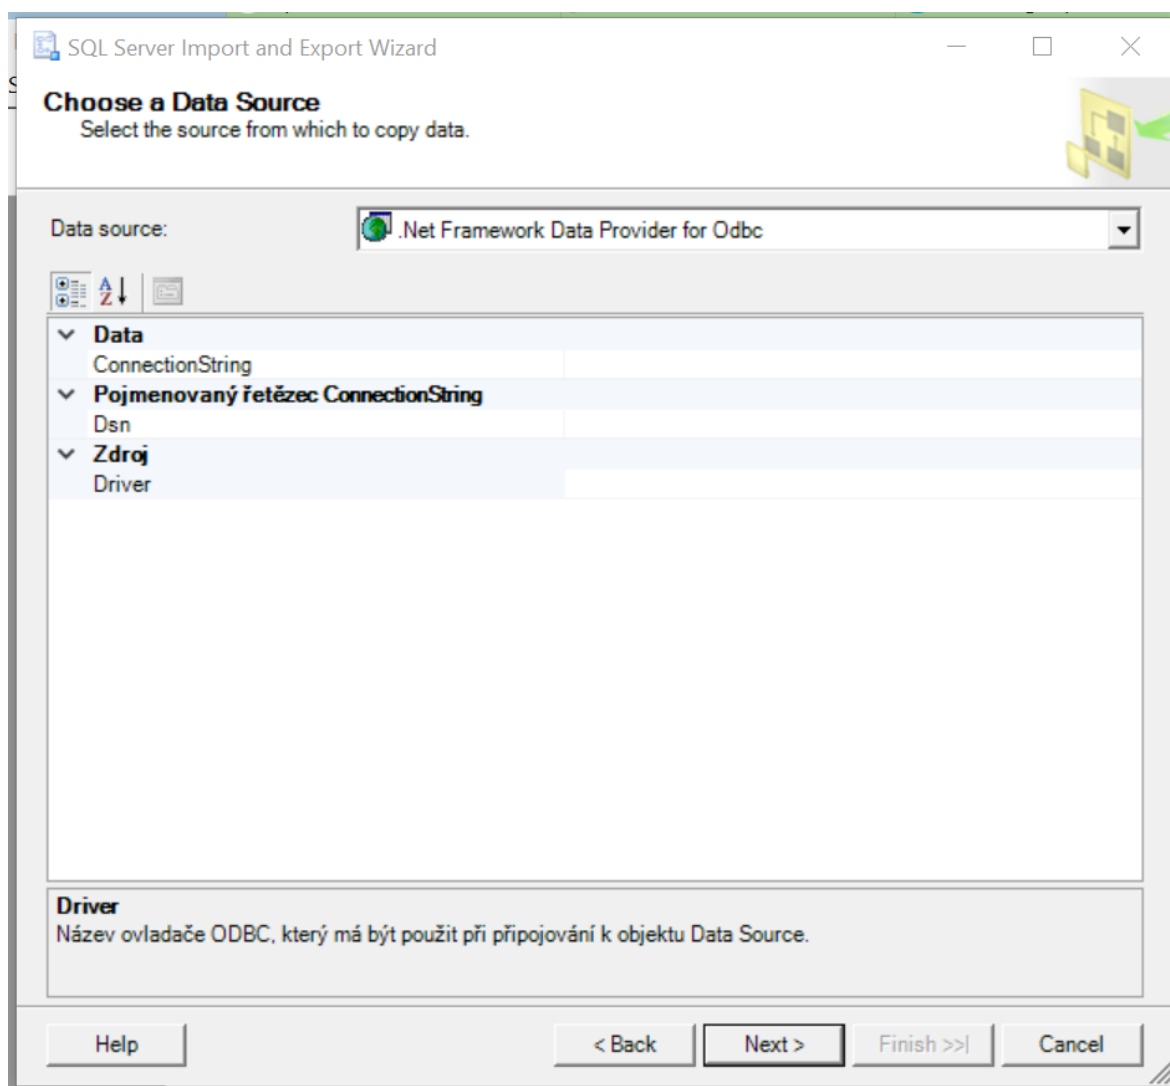 SQL Server Import and Export Wizard
Choose a Data Source
Select the source from which to copy data.
Data source:
.Net Framework Data Provider for Odbc
Data
ConnectionString
Pojmenovaný řetězec ConnectionString
Dsn
Zdroj
Driver
Driver
Název ovladače ODBC, který má být použit při připojování k objektu Data Source.
Help
< Back
Next >
Finish >>|
Cancel